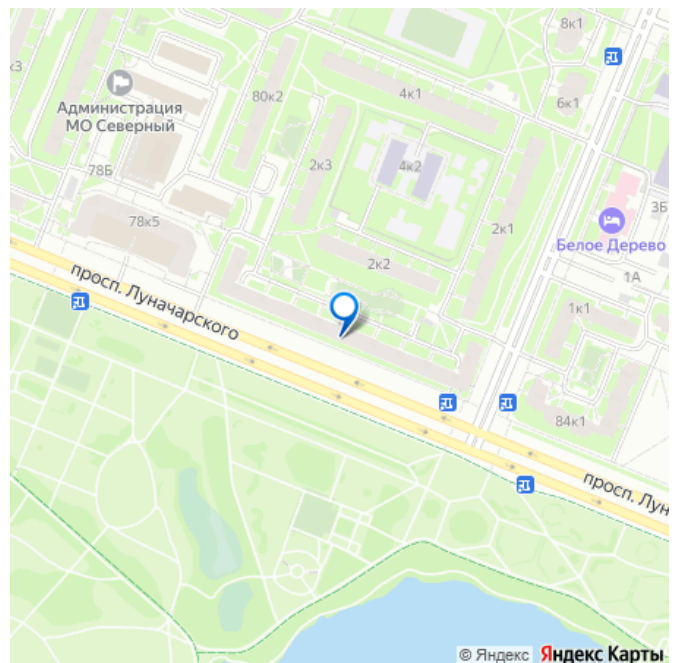 8к1
к3
80к2
4к1
6к1
Администрация
МО Северный
2к3
4к2
78Б
3Б
78к5
2к1
Белое Дерево
2к2
1А
просп. Луначарского
1к1
84к1
просп. Лун
© Яндекс Яндекс Карты